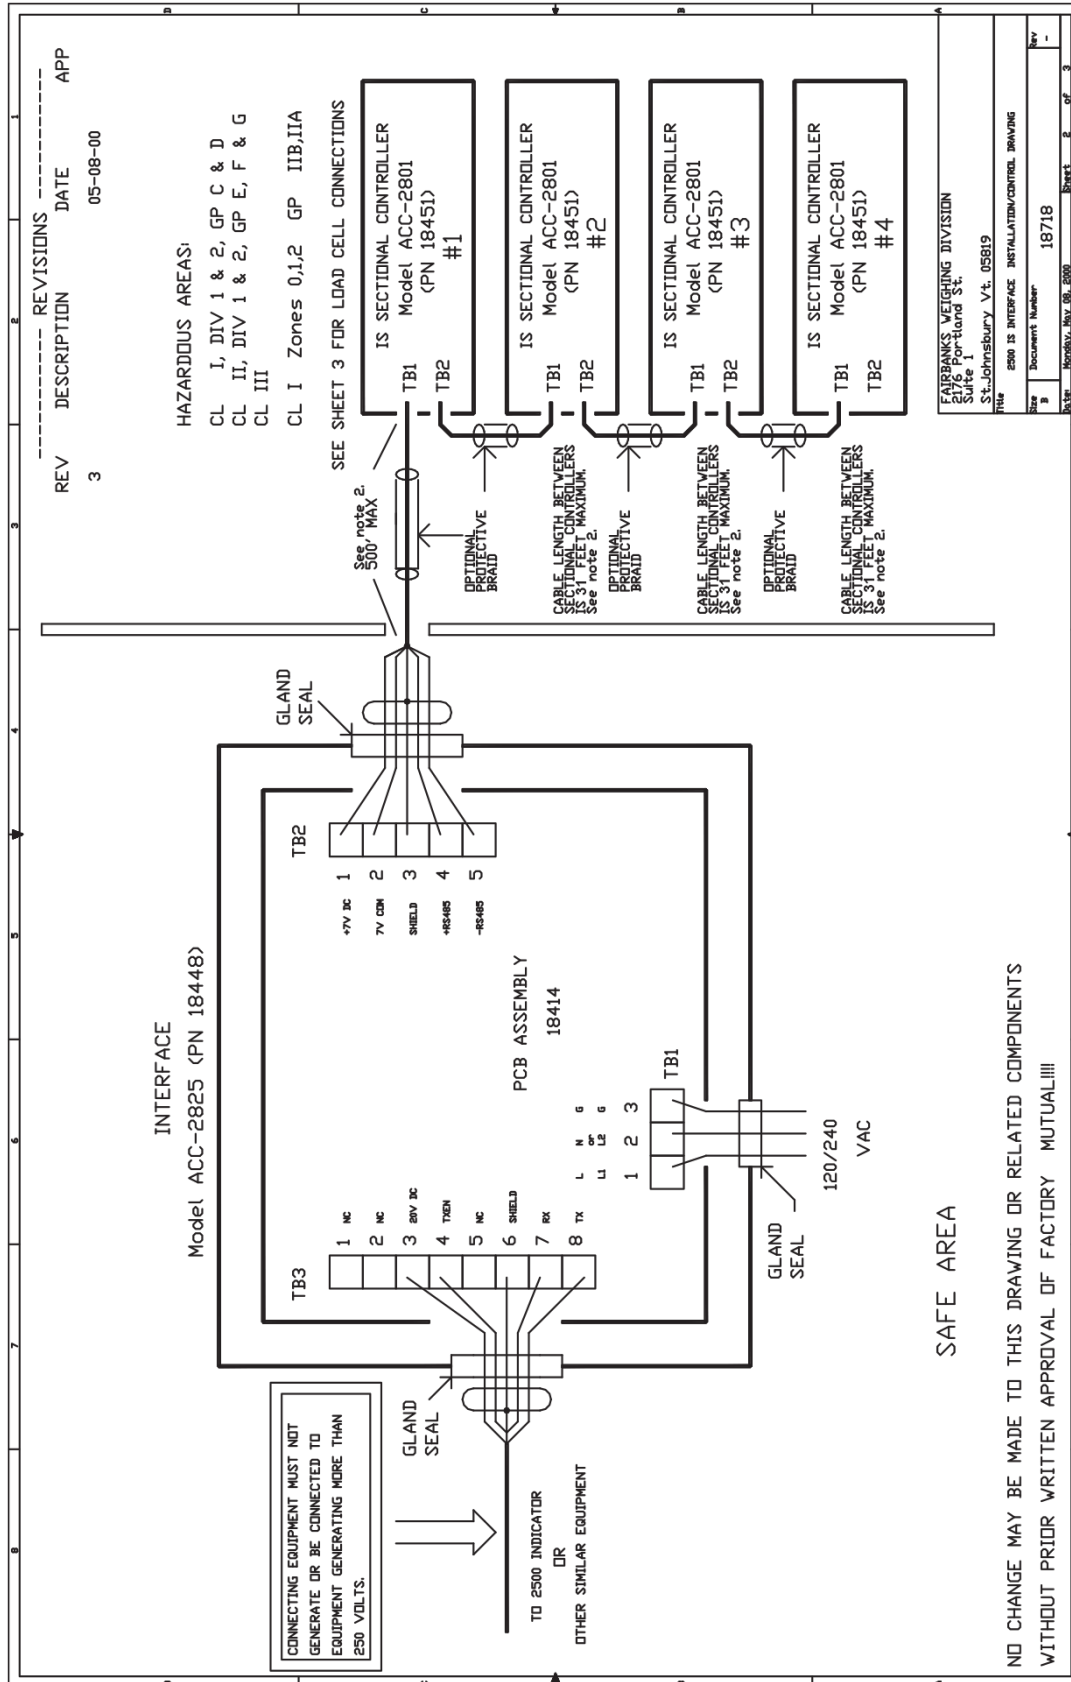 --------- REVISIONS ---------
REV DESCRIPTION DATE APP
3 05-08-00
HAZARDOUS AREAS:
CL I, DIV 1 & 2, GP C & D
CL II, DIV 1 & 2, GP E, F & G
CL III
CL I Zones 0,1,2 GP IIB,IIA
SEE SHEET 3 FOR LOAD CELL CONNECTIONS
See note 2.
500' MAX
OPTIONAL
PROTECTIVE
BRAID
IS SECTIONAL CONTROLLER
Model ACC-2801
(PN 18451)
#1
TB1
TB2
OPTIONAL
PROTECTIVE
BRAID
CABLE LENGTH BETWEEN
SECTIONAL CONTROLLERS
IS 31 FEET MAXIMUM.
See note 2.
IS SECTIONAL CONTROLLER
Model ACC-2801
(PN 18451)
#2
TB1
TB2
OPTIONAL
PROTECTIVE
BRAID
CABLE LENGTH BETWEEN
SECTIONAL CONTROLLERS
IS 31 FEET MAXIMUM.
See note 2.
IS SECTIONAL CONTROLLER
Model ACC-2801
(PN 18451)
#3
TB1
TB2
CABLE LENGTH BETWEEN
SECTIONAL CONTROLLERS
IS 31 FEET MAXIMUM.
See note 2.
IS SECTIONAL CONTROLLER
Model ACC-2801
(PN 18451)
#4
TB1
TB2
INTERFACE
Model ACC-2825 (PN 18448)
GLAND
SEAL
TB2
+7V DC 1
7V COM 2
SHIELD 3
+RS485 4
-RS485 5
PCB ASSEMBLY
18414
TB3
1 NC
2 NC
3 20V DC
4 TXEN
5 NC
6 SHIELD
7 RX
8 TX
L N G
or
L1 L2 G
1 2 3
TB1
GLAND
SEAL
120/240
VAC
GLAND
SEAL
CONNECTING EQUIPMENT MUST NOT
GENERATE OR BE CONNECTED TO
EQUIPMENT GENERATING MORE THAN
250 VOLTS.
TO 2500 INDICATOR
OR
OTHER SIMILAR EQUIPMENT
SAFE AREA
NO CHANGE MAY BE MADE TO THIS DRAWING OR RELATED COMPONENTS
WITHOUT PRIOR WRITTEN APPROVAL OF FACTORY MUTUAL!!!!
FAIRBANKS WEIGHING DIVISION
2176 Portland St.
Suite 1
St.Johnsbury Vt. 05819
Title
2500 IS INTERFACE INSTALLATION/CONTROL DRAWING
Size Document Number Rev
B 18718 -
Date: Monday, May 08, 2000 Sheet 2 of 3
8 7 6 5 4 3 2 1
D
C
B
A